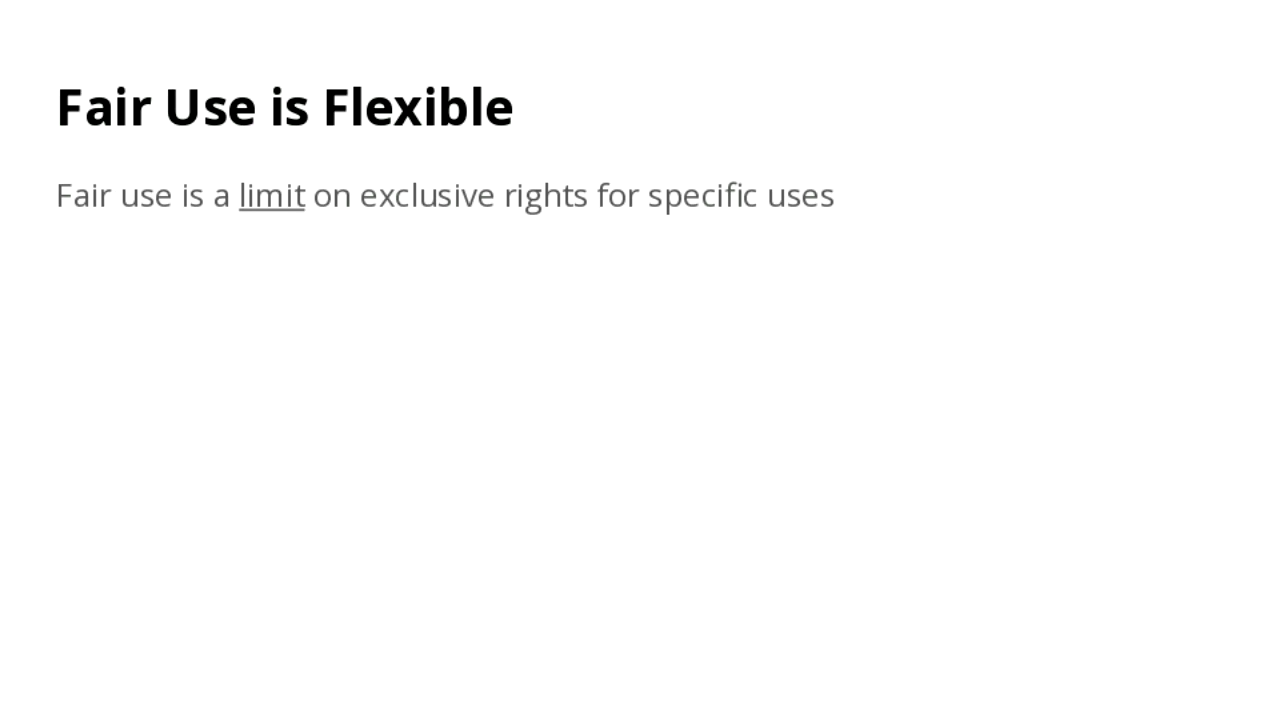 Fair Use is Flexible
Fair use is a limit on exclusive rights for specific uses